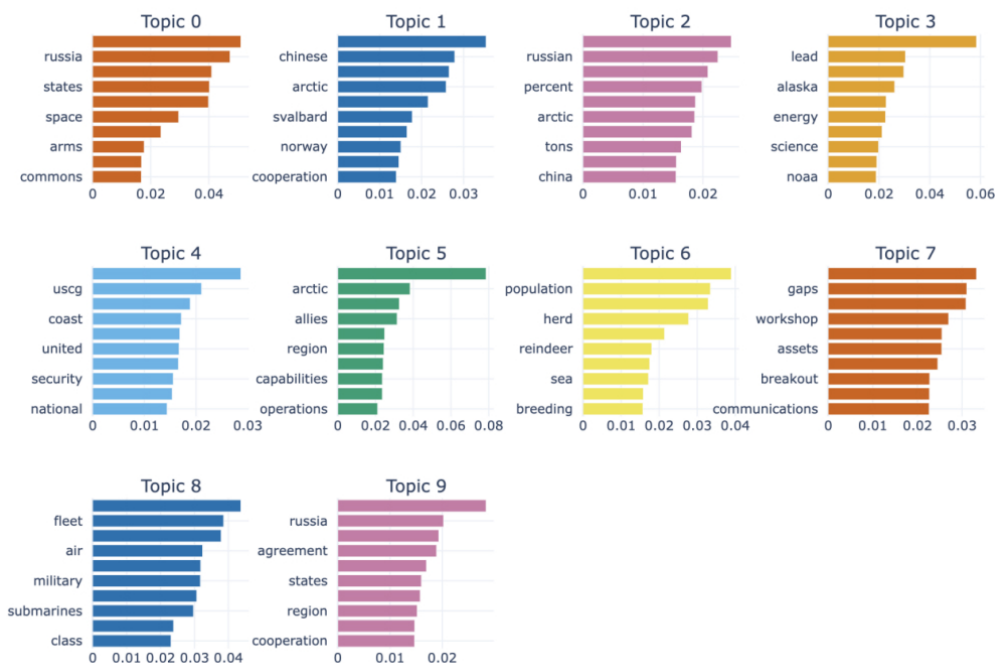 Topic 0
russia
states
space
arms
commons
0 0.02 0.04
Topic 1
chinese
arctic
svalbard
norway
cooperation
0 0.01 0.02 0.03
Topic 2
russian
percent
arctic
tons
china
0.01 0.02
Topic 3
lead
alaska
energy
science
noaa
0 0.02 0.04 0.06
Topic 4
uscg
coast
united
security
national
0 0.01 0.02 0.03
Topic 5
arctic
allies
region
capabilities
operations
0 0.02 0.04 0.06 0.08
Topic 6
population
herd
reindeer
sea
breeding
0 0.01 0.02 0.03 0.04
Topic 7
gaps
workshop
assets
breakout
communications
0 0.01 0.02 0.03
Topic 8
fleet
air
military
submarines
class
0 0.01 0.02 0.03 0.04
Topic 9
russia
agreement
states
region
cooperation
0 0.01 0.02